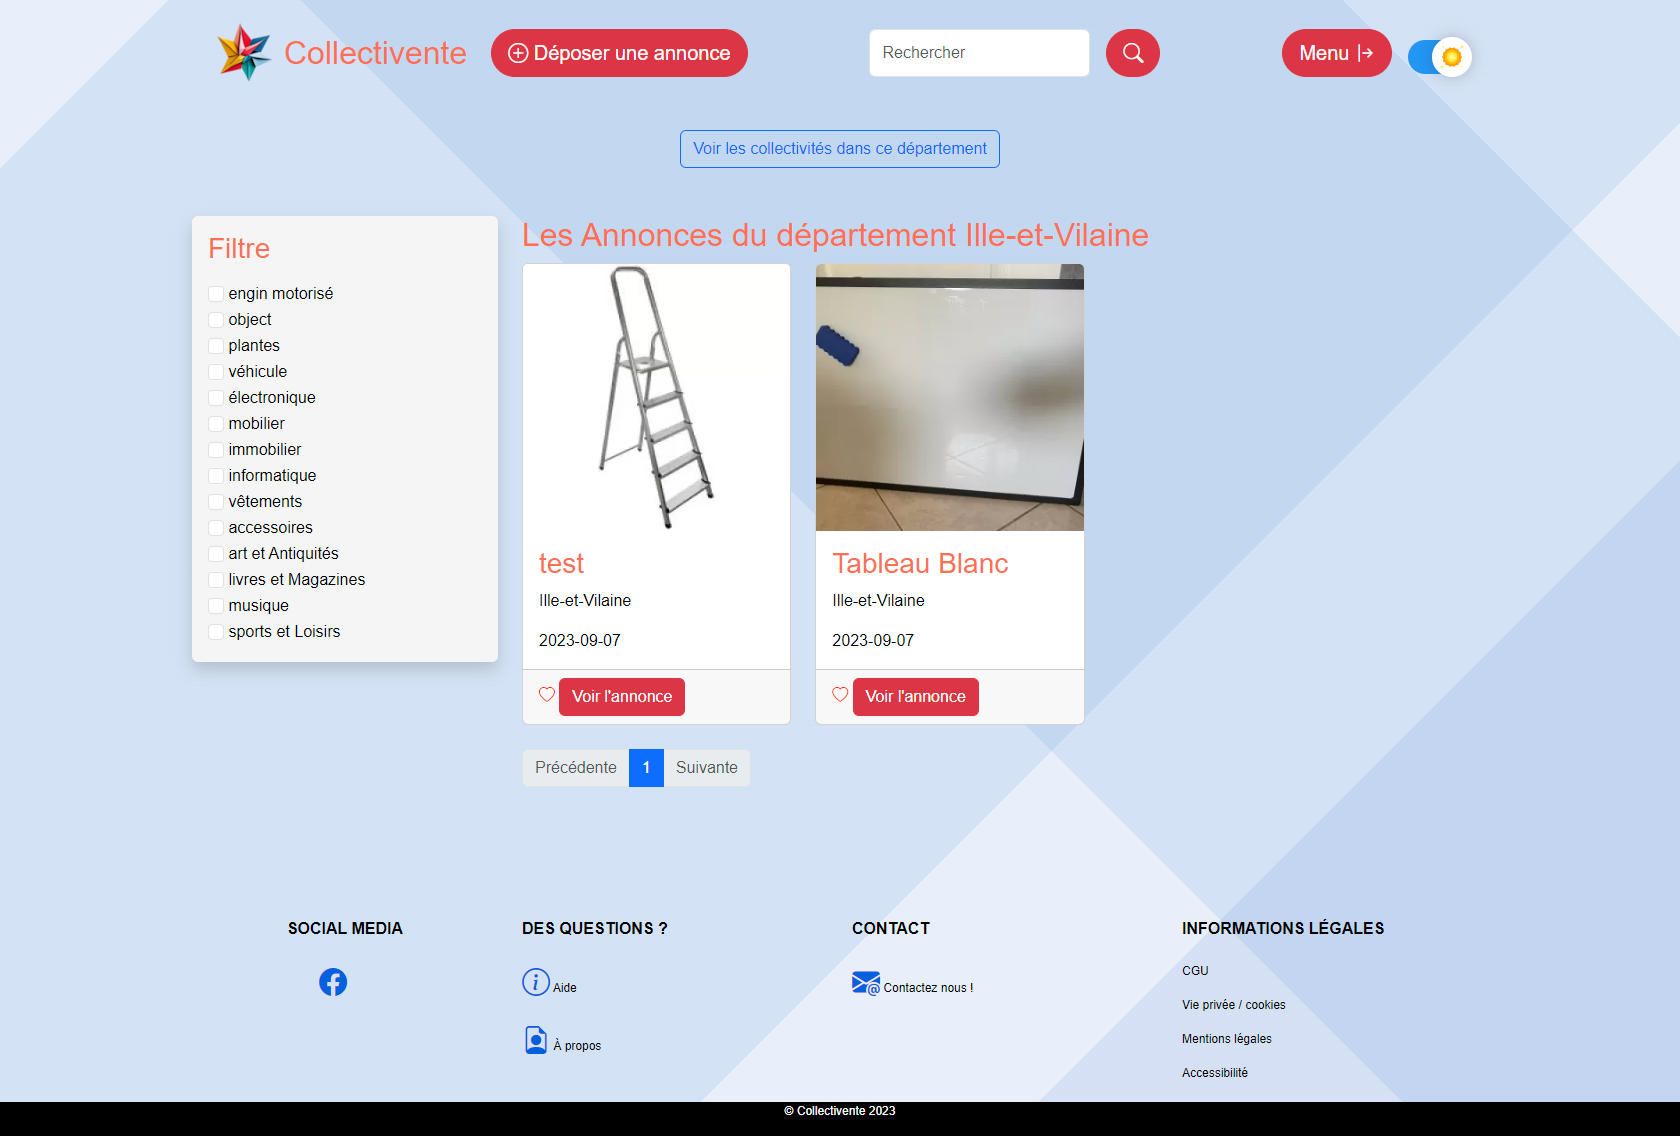 Collectivente
Déposer une annonce
Rechercher
Menu
Voir les collectivités dans ce département
Filtre
engin motorisé
object
plantes
véhicule
électronique
mobilier
immobilier
informatique
vêtements
accessoires
art et Antiquités
livres et Magazines
musique
sports et Loisirs
Les Annonces du département Ille-et-Vilaine
test
Ille-et-Vilaine
2023-09-07
Voir l'annonce
Tableau Blanc
Ille-et-Vilaine
2023-09-07
Voir l'annonce
Précédente 1 Suivante
SOCIAL MEDIA
DES QUESTIONS ?
Aide
À propos
CONTACT
Contactez nous !
INFORMATIONS LÉGALES
CGU
Vie privée / cookies
Mentions légales
Accessibilité
© Collectivente 2023